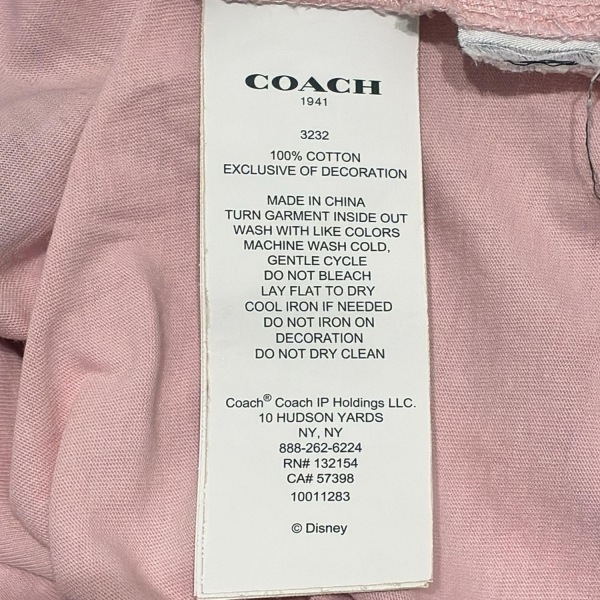 COACH
1941
3232
100% COTTON
EXCLUSIVE OF DECORATION
MADE IN CHINA
TURN GARMENT INSIDE OUT
WASH WITH LIKE COLORS
MACHINE WASH COLD,
GENTLE CYCLE
DO NOT BLEACH
LAY FLAT TO DRY
COOL IRON IF NEEDED
DO NOT IRON ON
DECORATION
DO NOT DRY CLEAN
Coach® Coach IP Holdings LLC.
10 HUDSON YARDS
NY, NY
888-262-6224
RN# 132154
CA# 57398
10011283
© Disney